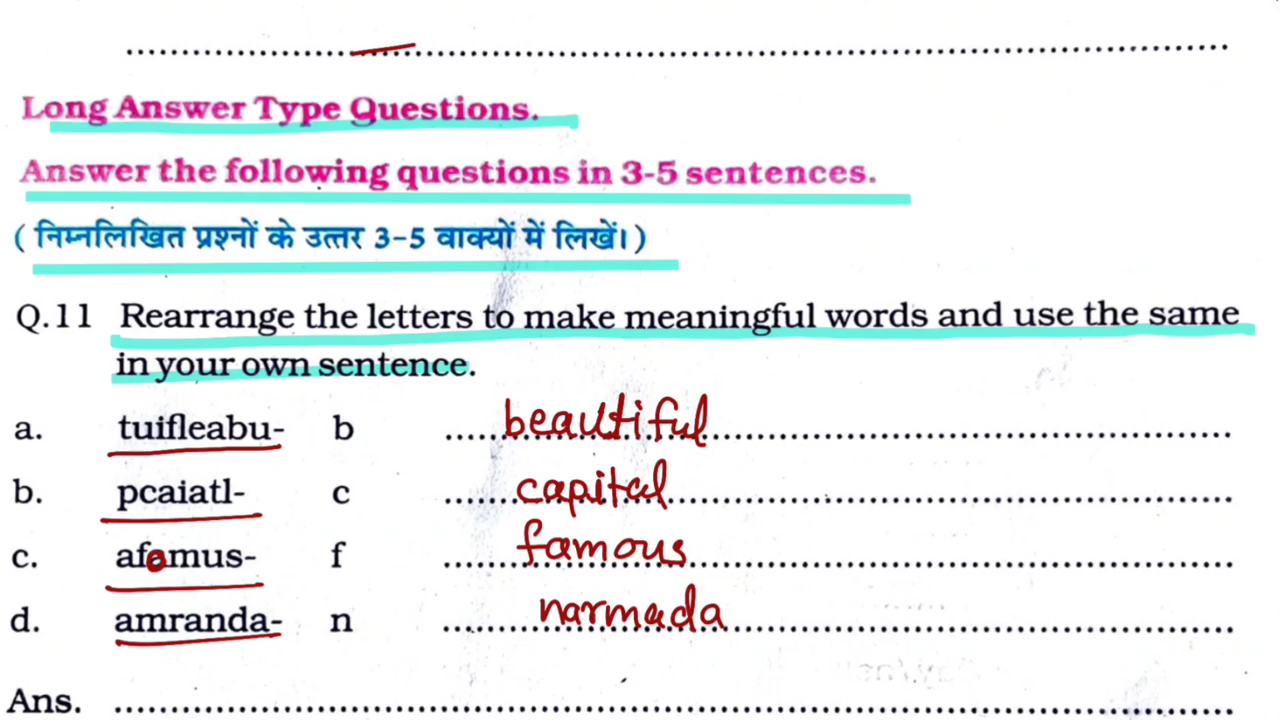 Long Answer Type Questions.
Answer the following questions in 3-5 sentences.
( निम्नलिखित प्रश्नों के उत्तर 3-5 वाक्यों में लिखें। )
Q.11 Rearrange the letters to make meaningful words and use the same
in your own sentence.
a. tuifleabu- b beautiful
b. pcaiatl- c capital
c. afomus- f famous
d. amranda- n narmada
Ans.